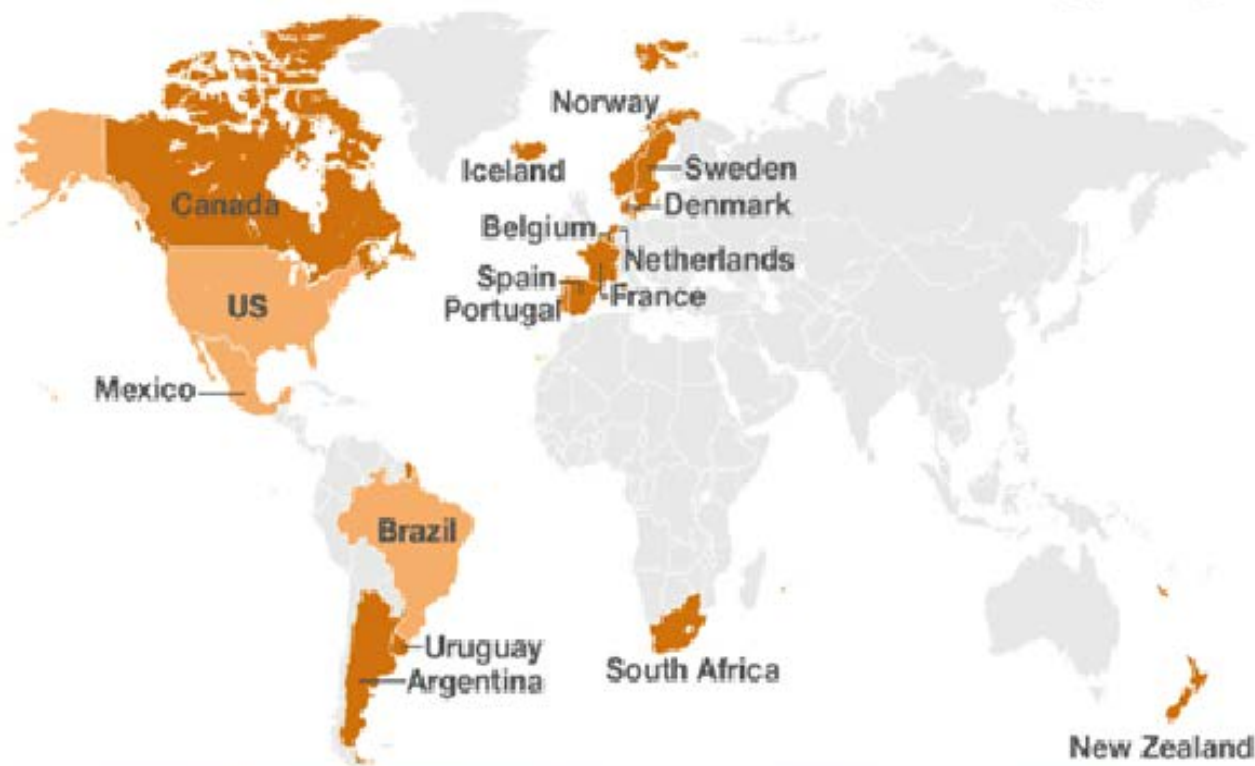 Norway
Iceland
Sweden
Canada
Denmark
Belgium
Netherlands
Spain
US
Portugal
France
Mexico
Brazil
Uruguay
South Africa
Argentina
New Zealand